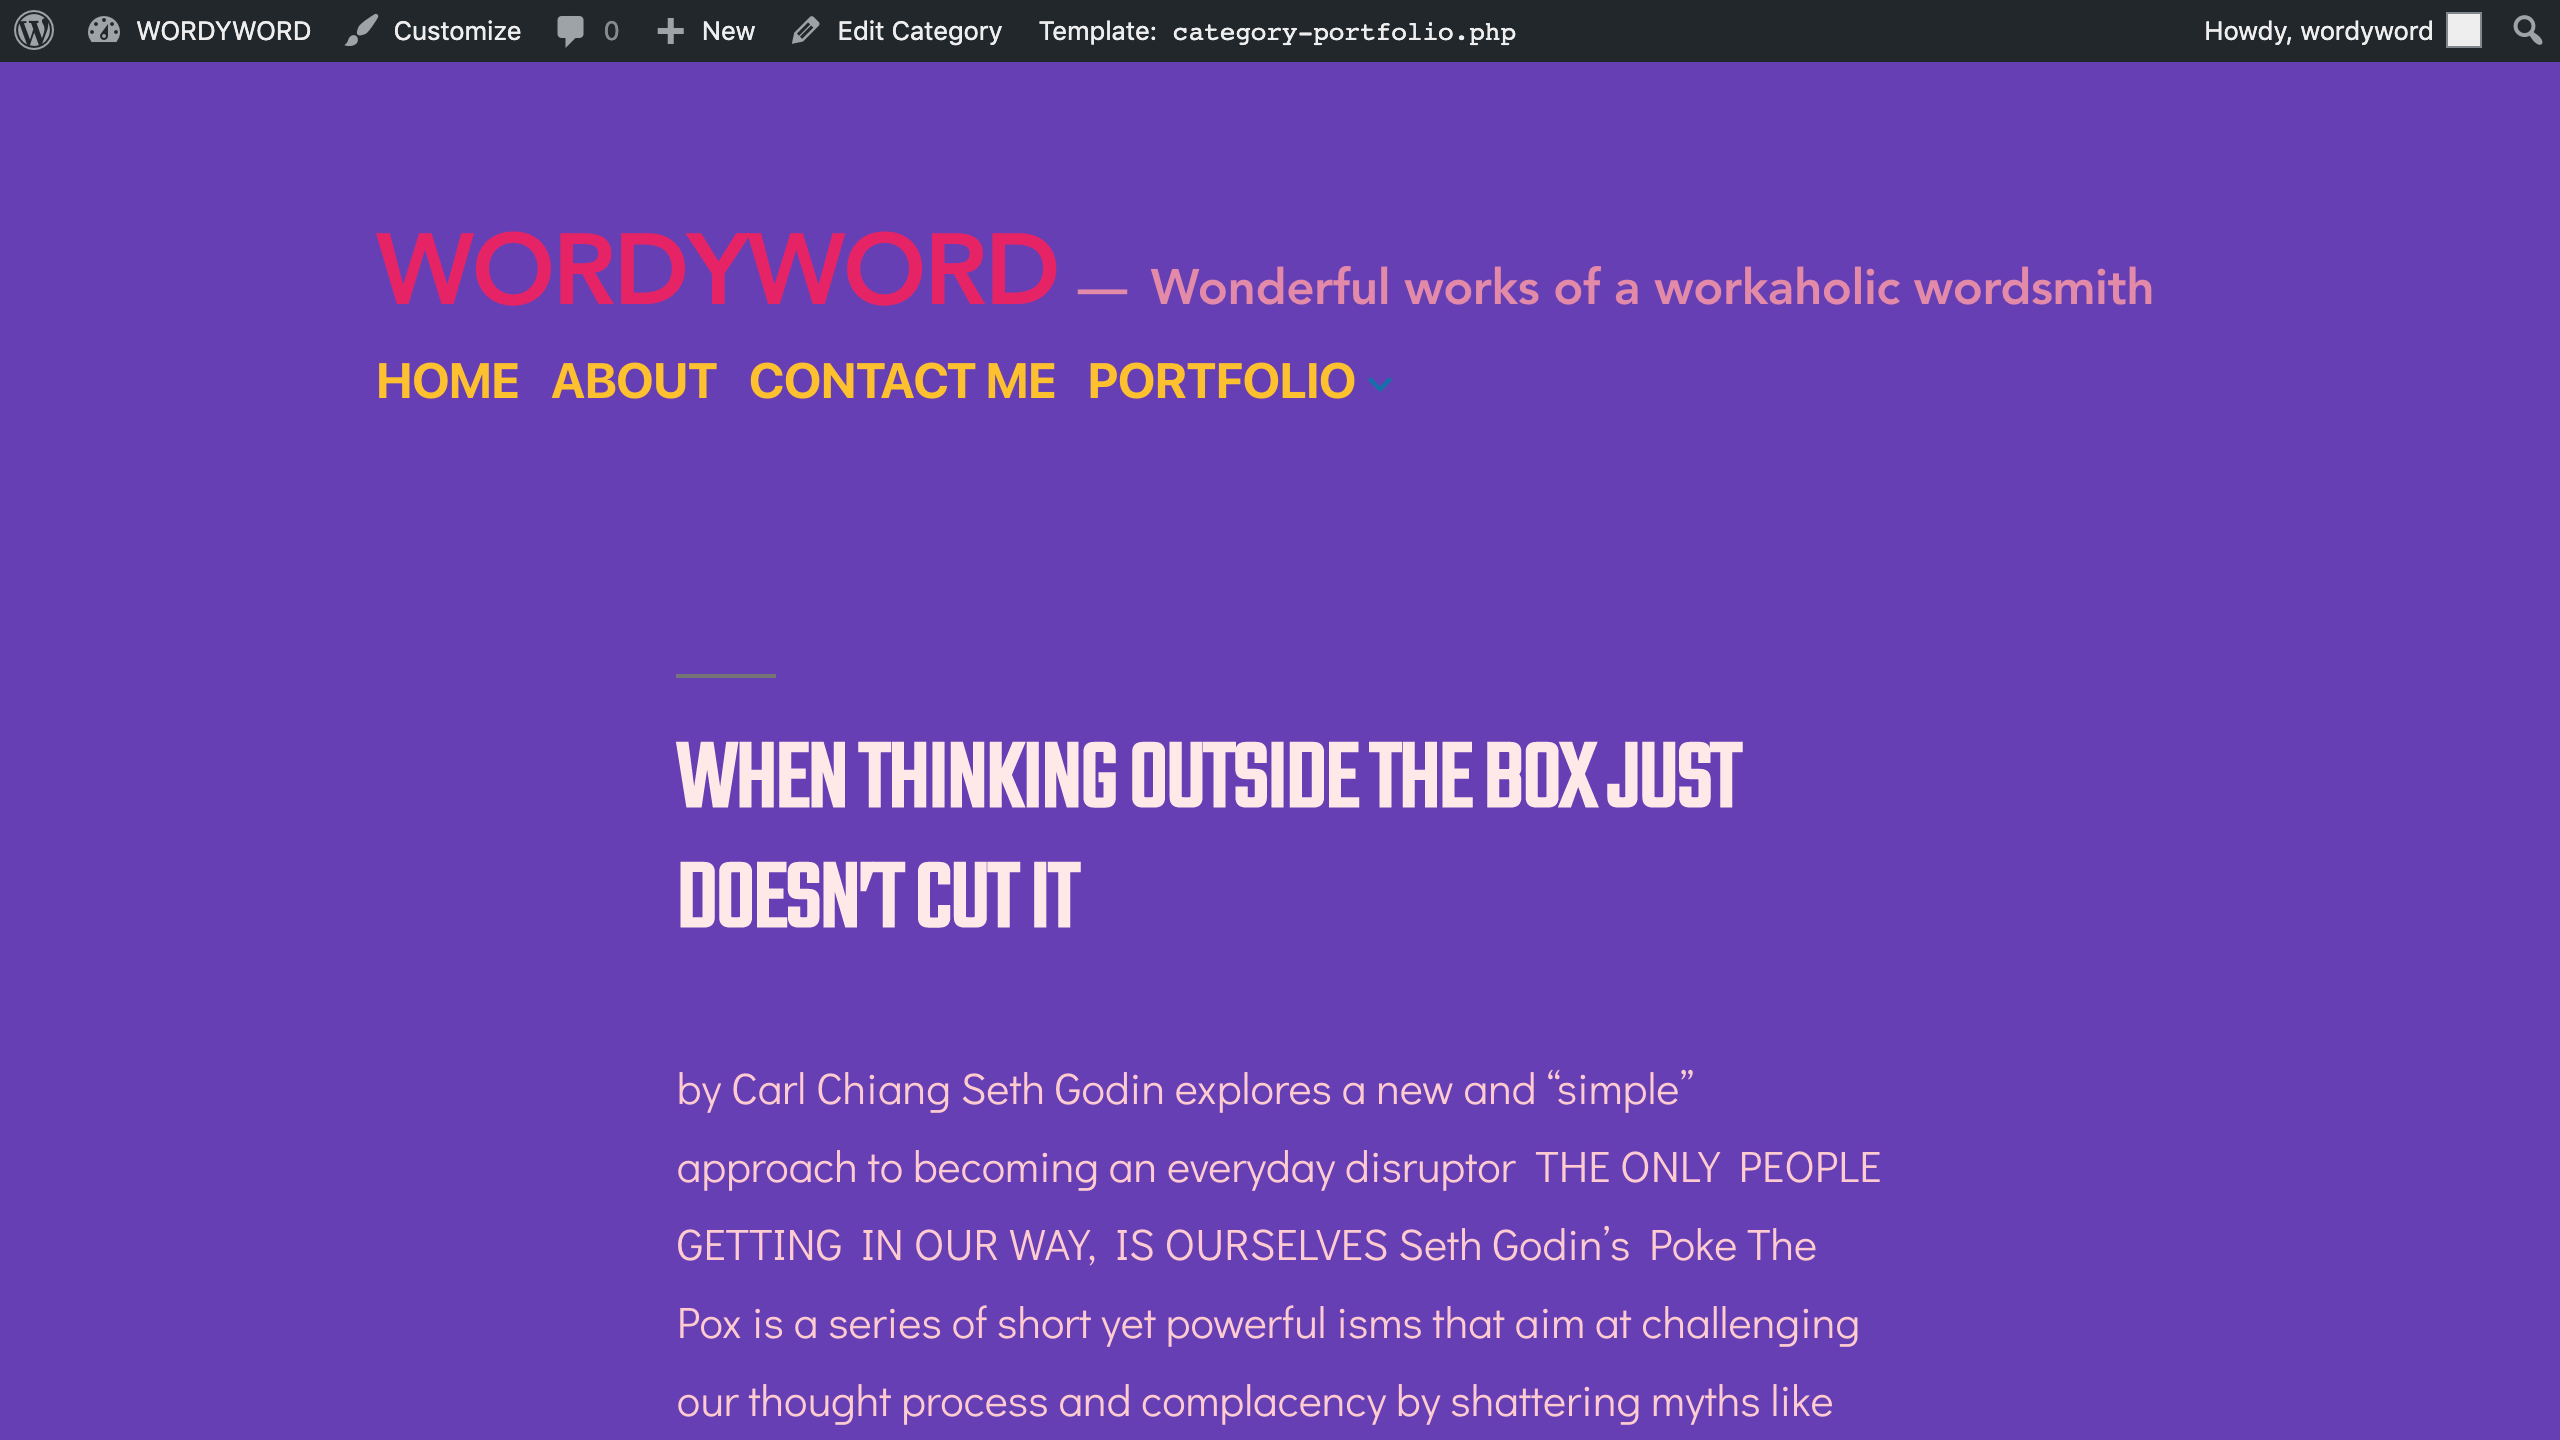 WORDYWORD Customize 0 New Edit Category Template: category-portfolio.php Howdy, wordyword
WORDYWORD — Wonderful works of a workaholic wordsmith
HOME ABOUT CONTACT ME PORTFOLIO
WHEN THINKING OUTSIDE THE BOX JUST
DOESN'T CUT IT
by Carl Chiang Seth Godin explores a new and “simple”
approach to becoming an everyday disruptor THE ONLY PEOPLE
GETTING IN OUR WAY, IS OURSELVES Seth Godin’s Poke The
Pox is a series of short yet powerful isms that aim at challenging
our thought process and complacency by shattering myths like